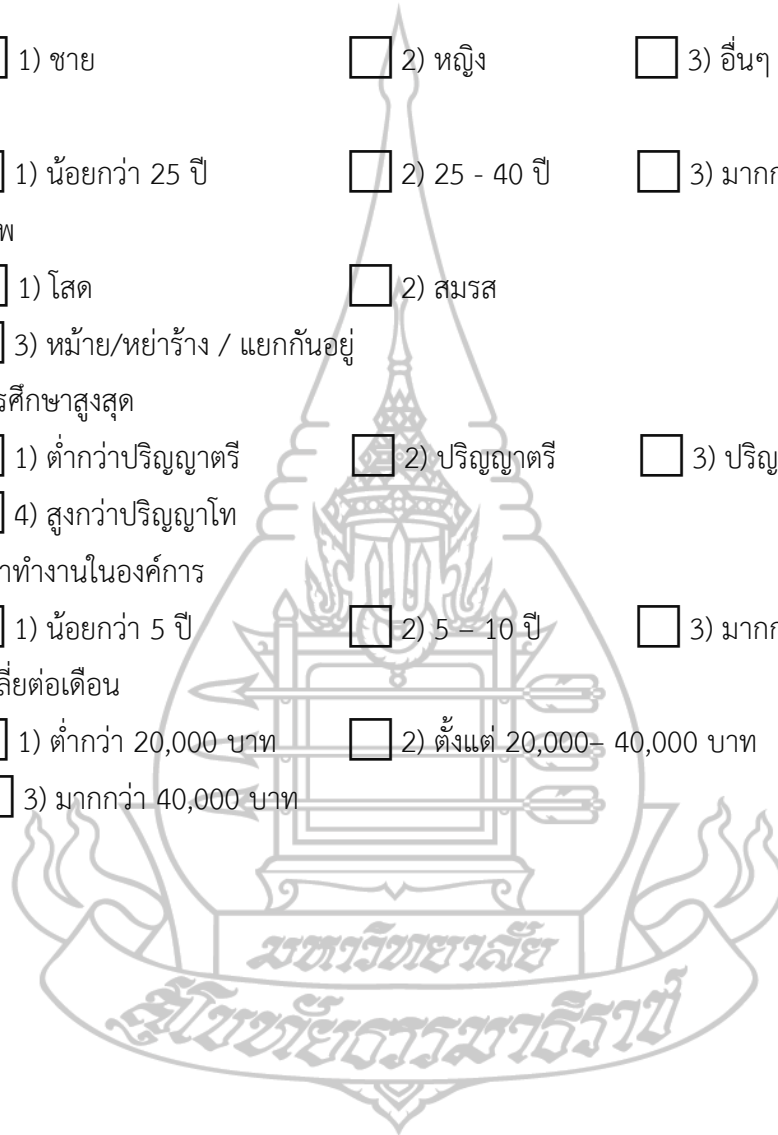 1) ชาย 2) หญิง 3) อื่นๆ
1) น้อยกว่า 25 ปี 2) 25 - 40 ปี 3) มากก
พ
1) โสด 2) สมรส
3) หม้าย/หย่าร้าง / แยกกันอยู่
รศึกษาสูงสุด
1) ต่ำกว่าปริญญาตรี 2) ปริญญาตรี 3) ปริญ
4) สูงกว่าปริญญาโท
าทำงานในองค์การ
1) น้อยกว่า 5 ปี 2) 5 – 10 ปี 3) มากก
ลี่ยต่อเดือน
1) ต่ำกว่า 20,000 บาท 2) ตั้งแต่ 20,000– 40,000 บาท
3) มากกว่า 40,000 บาท
มหาวิทยาลัย
สุโขทัยธรรมาธิราช